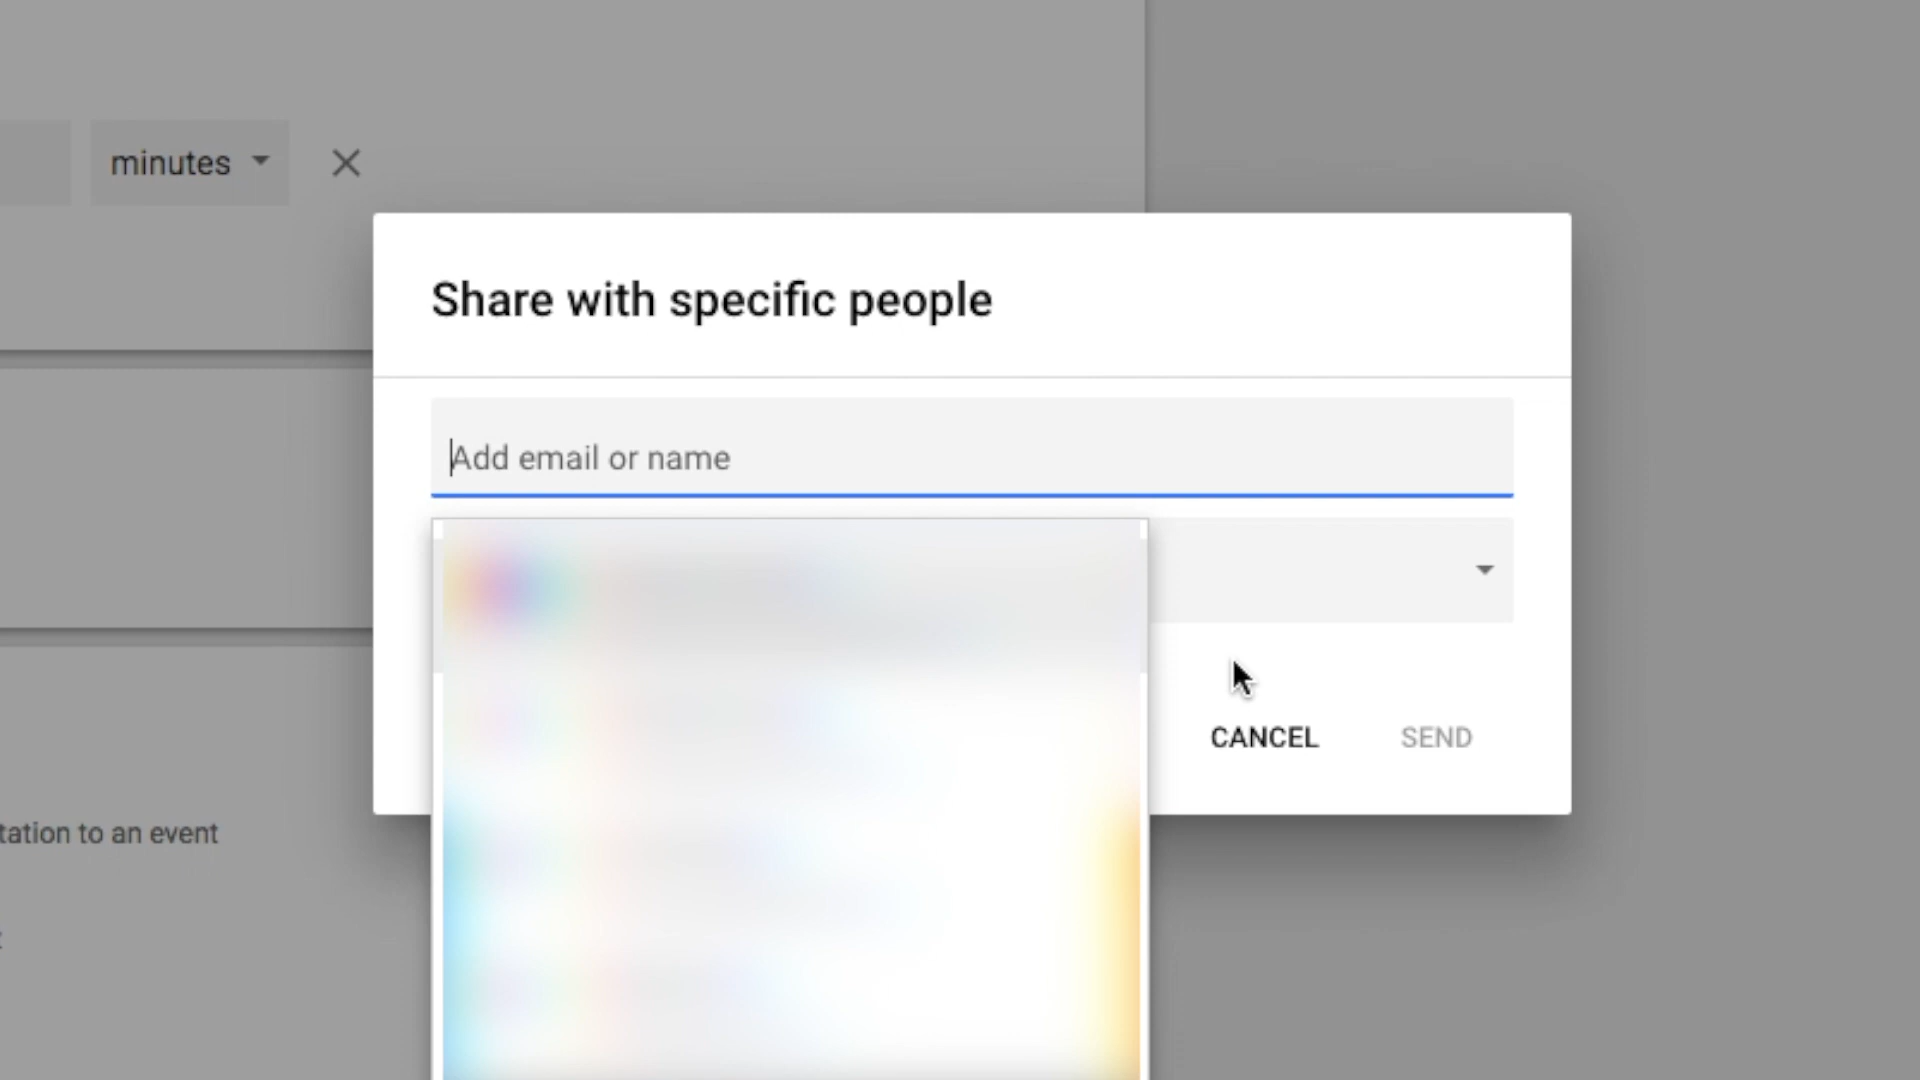 minutes
Share with specific people
Add email or name
CANCEL SEND
tation to an event